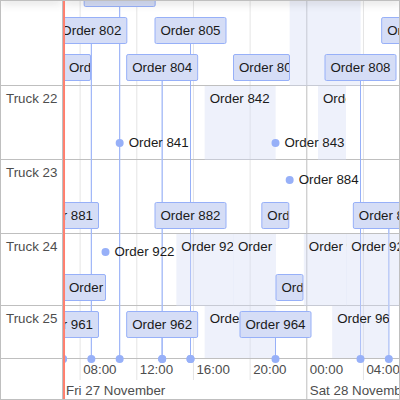 Order 802 Order 805 O
Ord Order 804 Order 80 Order 808
Truck 22 Order 842 Ord
Order 841 Order 843
Truck 23 Order 884
r 881 Order 882 Ord Order 8
Truck 24 Order 92 Order Order Order 92
Order 922
Order Ord
Truck 25 Orde Order 96
r 961 Order 962 Order 964
08:00 12:00 16:00 20:00 00:00 04:00
Fri 27 November Sat 28 Novemb